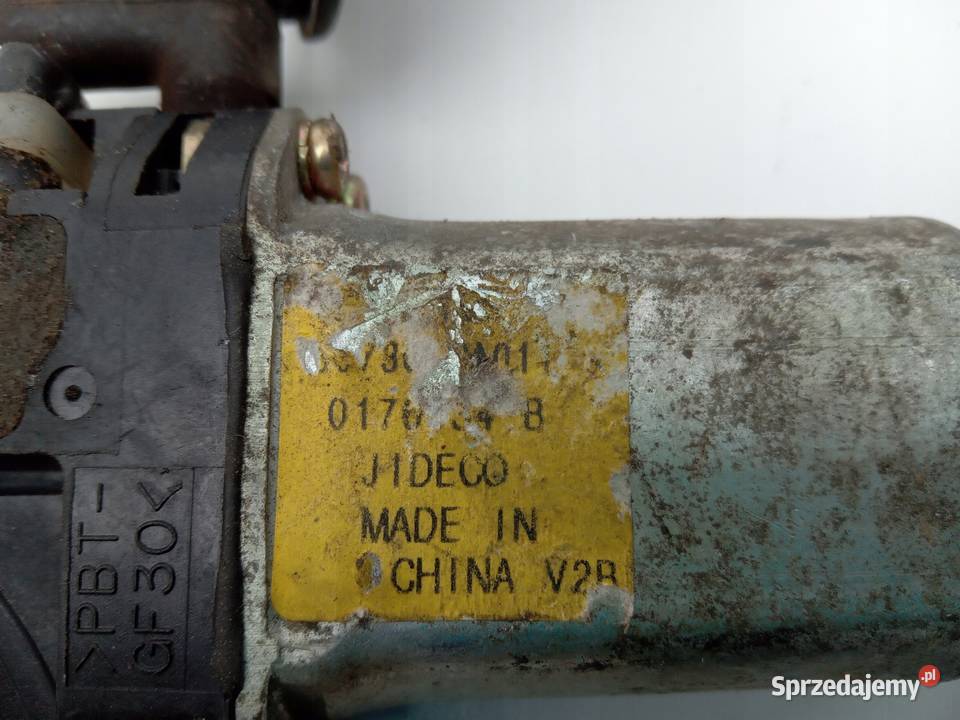 B
JIDECO
MADE IN
CHINA V2B
>PBT-
GF30<
Sprzedajemy.pl